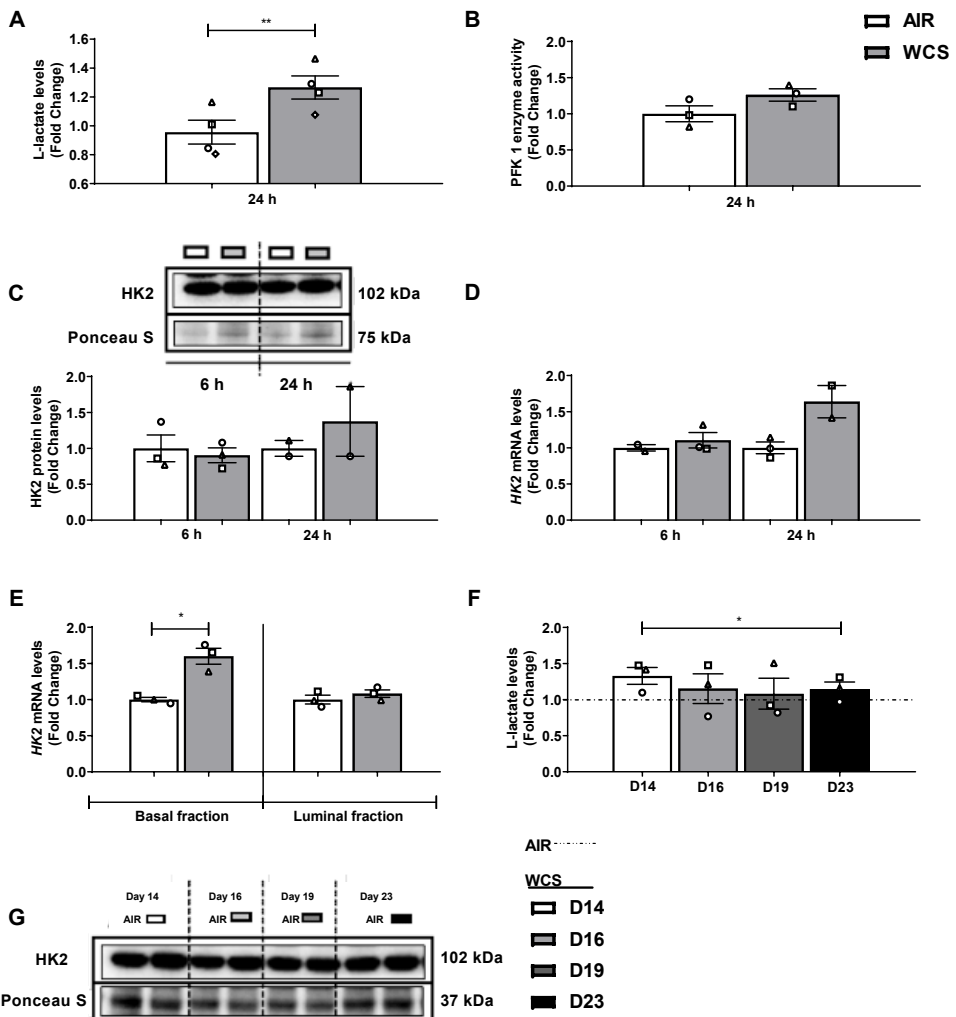 A
**
L-lactate levels
(Fold Change)
1.6
1.4
1.2
1.0
0.8
0.6
24 h
B
PFK 1 enzyme activity
(Fold Change)
2.0
1.5
1.0
0.5
0.0
24 h
AIR
WCS
C
HK2
102 kDa
Ponceau S
75 kDa
6 h 24 h
HK2 protein levels
(Fold Change)
2.0
1.5
1.0
0.5
0.0
6 h 24 h
D
HK2 mRNA levels
(Fold Change)
2.0
1.5
1.0
0.5
0.0
6 h 24 h
E
*
HK2 mRNA levels
(Fold Change)
2.0
1.5
1.0
0.5
0.0
Basal fraction Luminal fraction
F
*
L-lactate levels
(Fold Change)
2.0
1.5
1.0
0.5
0.0
D14 D16 D19 D23
AIR
WCS
D14
D16
D19
D23
G
Day 14 Day 16 Day 19 Day 23
AIR AIR AIR AIR
HK2
102 kDa
Ponceau S
37 kDa